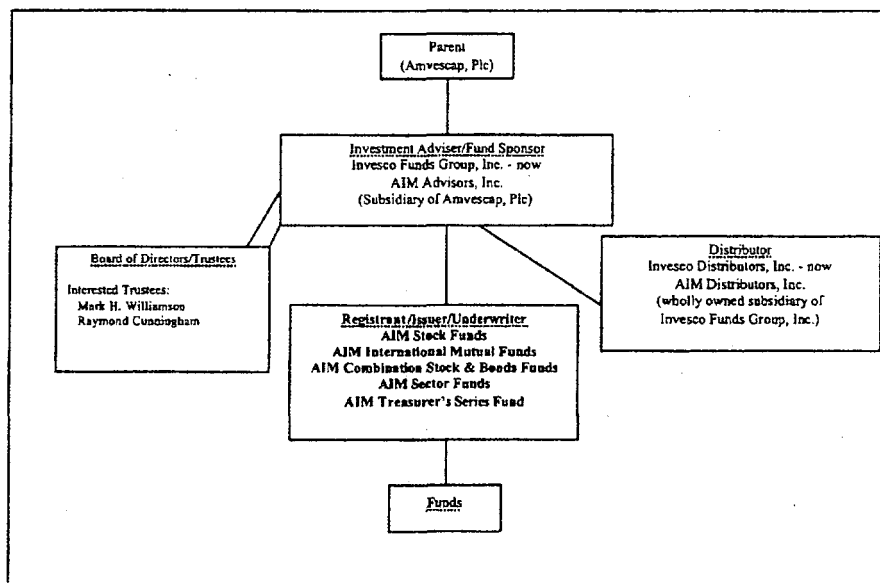 Parent
(Amvescap, Plc)
Investment Adviser/Fund Sponsor
Invesco Funds Group, Inc. - now
AIM Advisors, Inc.
(Subsidiary of Amvescap, Plc)
Board of Directors/Trustees
Interested Trustees:
Mark H. Williamson
Raymond Cunningham
Distributor
Invesco Distributors, Inc. - now
AIM Distributors, Inc.
(wholly owned subsidiary of
Invesco Funds Group, Inc.)
Registrant/Issuer/Underwriter
AIM Stock Funds
AIM International Mutual Funds
AIM Combination Stock & Bonds Funds
AIM Sector Funds
AIM Treasurer's Series Fund
Funds